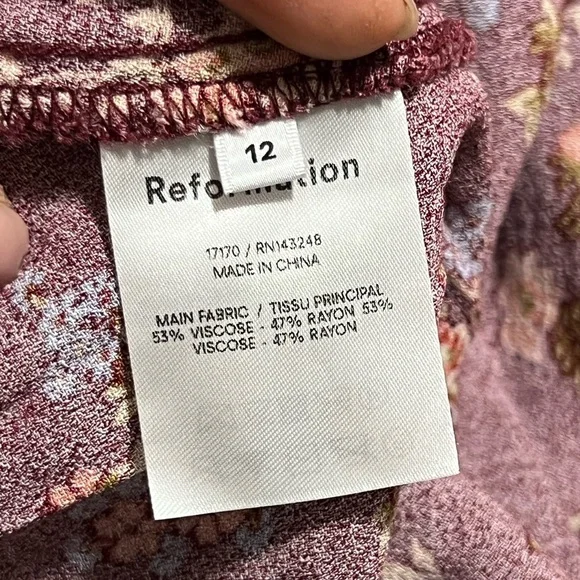 12
Reformation
17170 / RN143248
MADE IN CHINA
MAIN FABRIC / TISSU PRINCIPAL
53% VISCOSE - 47% RAYON 53%
VISCOSE - 47% RAYON